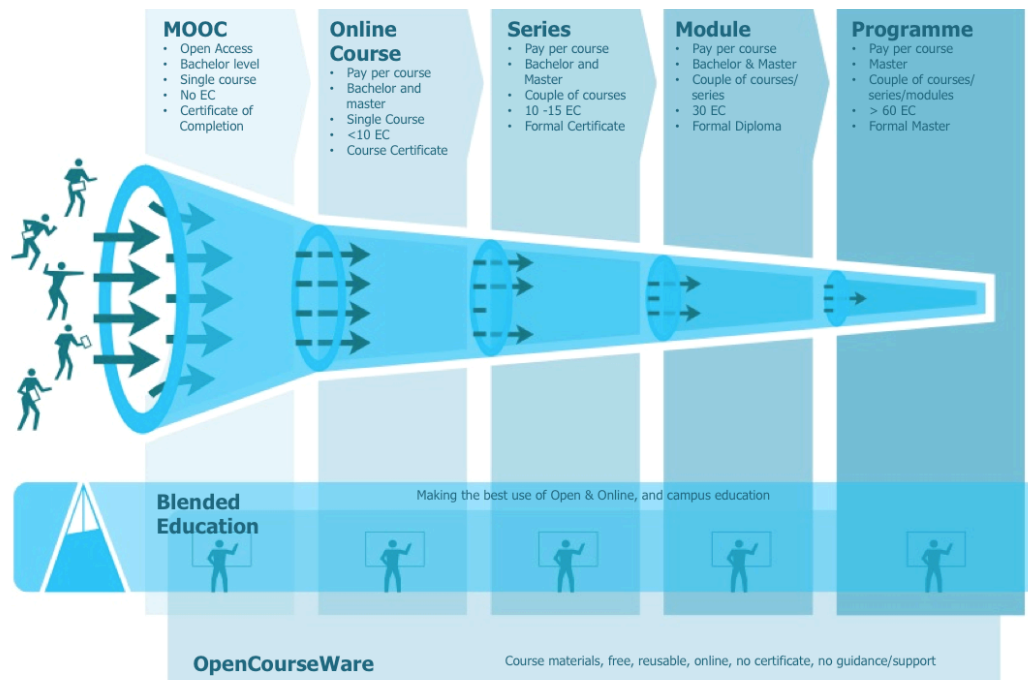 MOOC
• Open Access
• Bachelor level
• Single course
• No EC
• Certificate of
Completion
Online
Course
• Pay per course
• Bachelor and
master
• Single Course
• <10 EC
• Course Certificate
Series
• Pay per course
• Bachelor and
Master
• Couple of courses
• 10 -15 EC
• Formal Certificate
Module
• Pay per course
• Bachelor & Master
• Couple of courses/
series
• 30 EC
• Formal Diploma
Programme
• Pay per course
• Master
• Couple of courses/
series/modules
• > 60 EC
• Formal Master
Blended
Education
Making the best use of Open & Online, and campus education
OpenCourseWare
Course materials, free, reusable, online, no certificate, no guidance/support